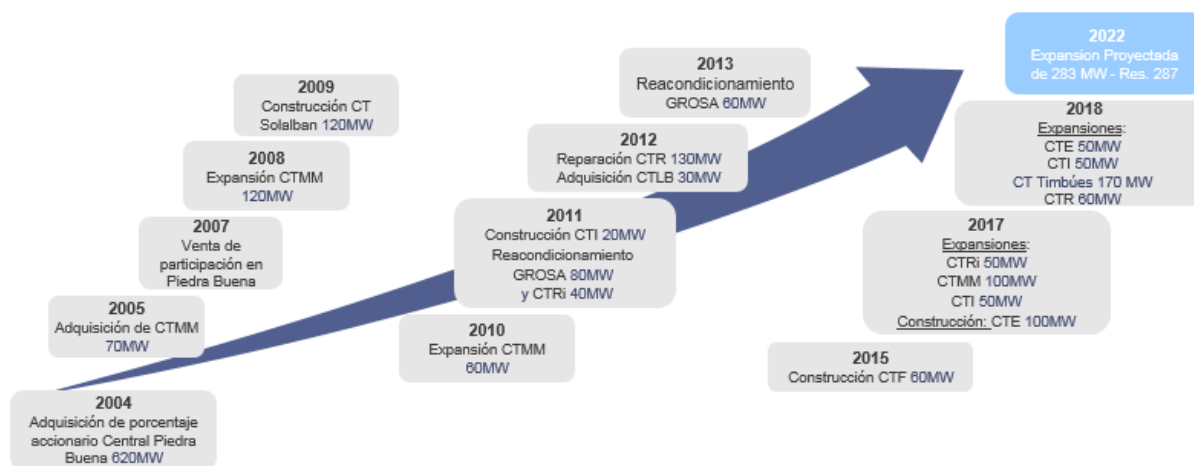 2004
Adquisición de porcentaje
accionario Central Piedra
Buena 620MW
2005
Adquisición de CTMM
70MW
2007
Venta de
participación en
Piedra Buena
2008
Expansión CTMM
120MW
2009
Construcción CT
Solalban 120MW
2010
Expansión CTMM
60MW
2011
Construcción CTI 20MW
Reacondicionamiento
GROSA 80MW
y CTRi 40MW
2012
Reparación CTR 130MW
Adquisición CTLB 30MW
2013
Reacondicionamiento
GROSA 60MW
2015
Construcción CTF 60MW
2017
Expansiones:
CTRi 50MW
CTMM 100MW
CTI 50MW
Construcción: CTE 100MW
2018
Expansiones:
CTE 50MW
CTI 50MW
CT Timbúes 170 MW
CTR 60MW
2022
Expansion Proyectada
de 283 MW - Res. 287